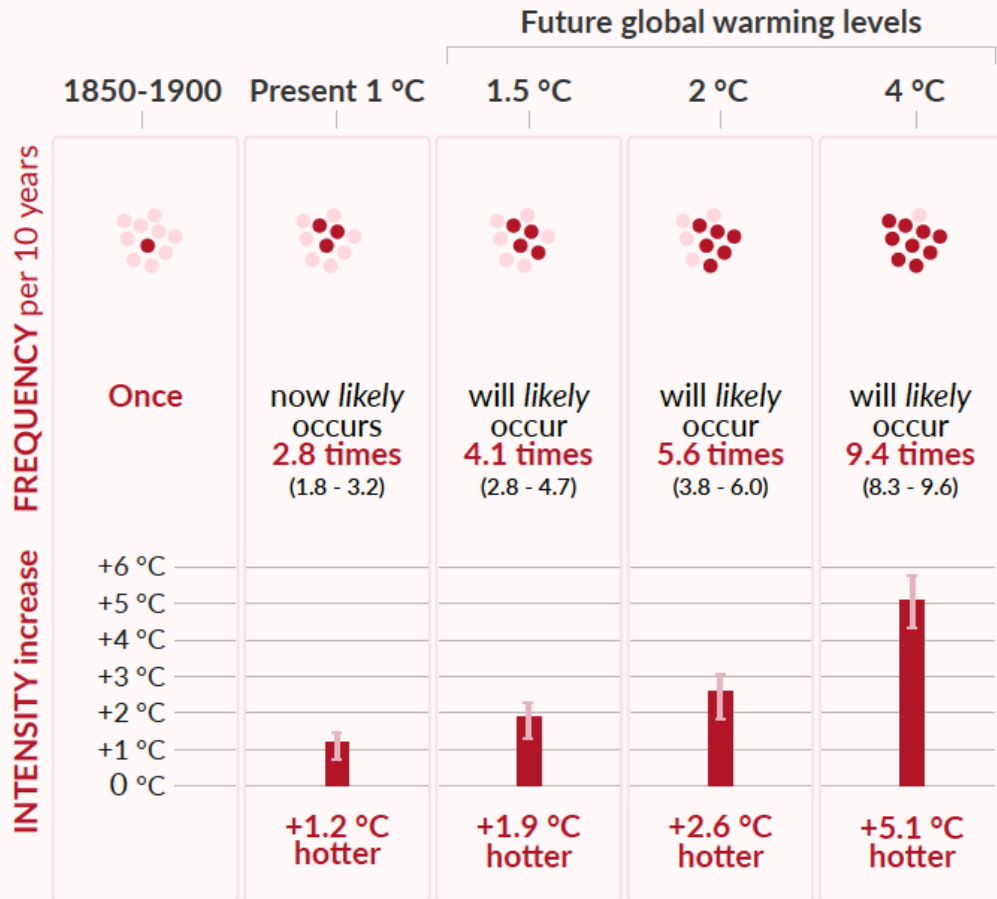 Future global warming levels
1850-1900
Present 1 °C
1.5 °C
2 °C
4 °C
FREQUENCY per 10 years
Once
now likely
occurs
2.8 times
(1.8 - 3.2)
will likely
occur
4.1 times
(2.8 - 4.7)
will likely
occur
5.6 times
(3.8 - 6.0)
will likely
occur
9.4 times
(8.3 - 9.6)
INTENSITY increase
+6 °C
+5 °C
+4 °C
+3 °C
+2 °C
+1 °C
0 °C
+1.2 °C
hotter
+1.9 °C
hotter
+2.6 °C
hotter
+5.1 °C
hotter